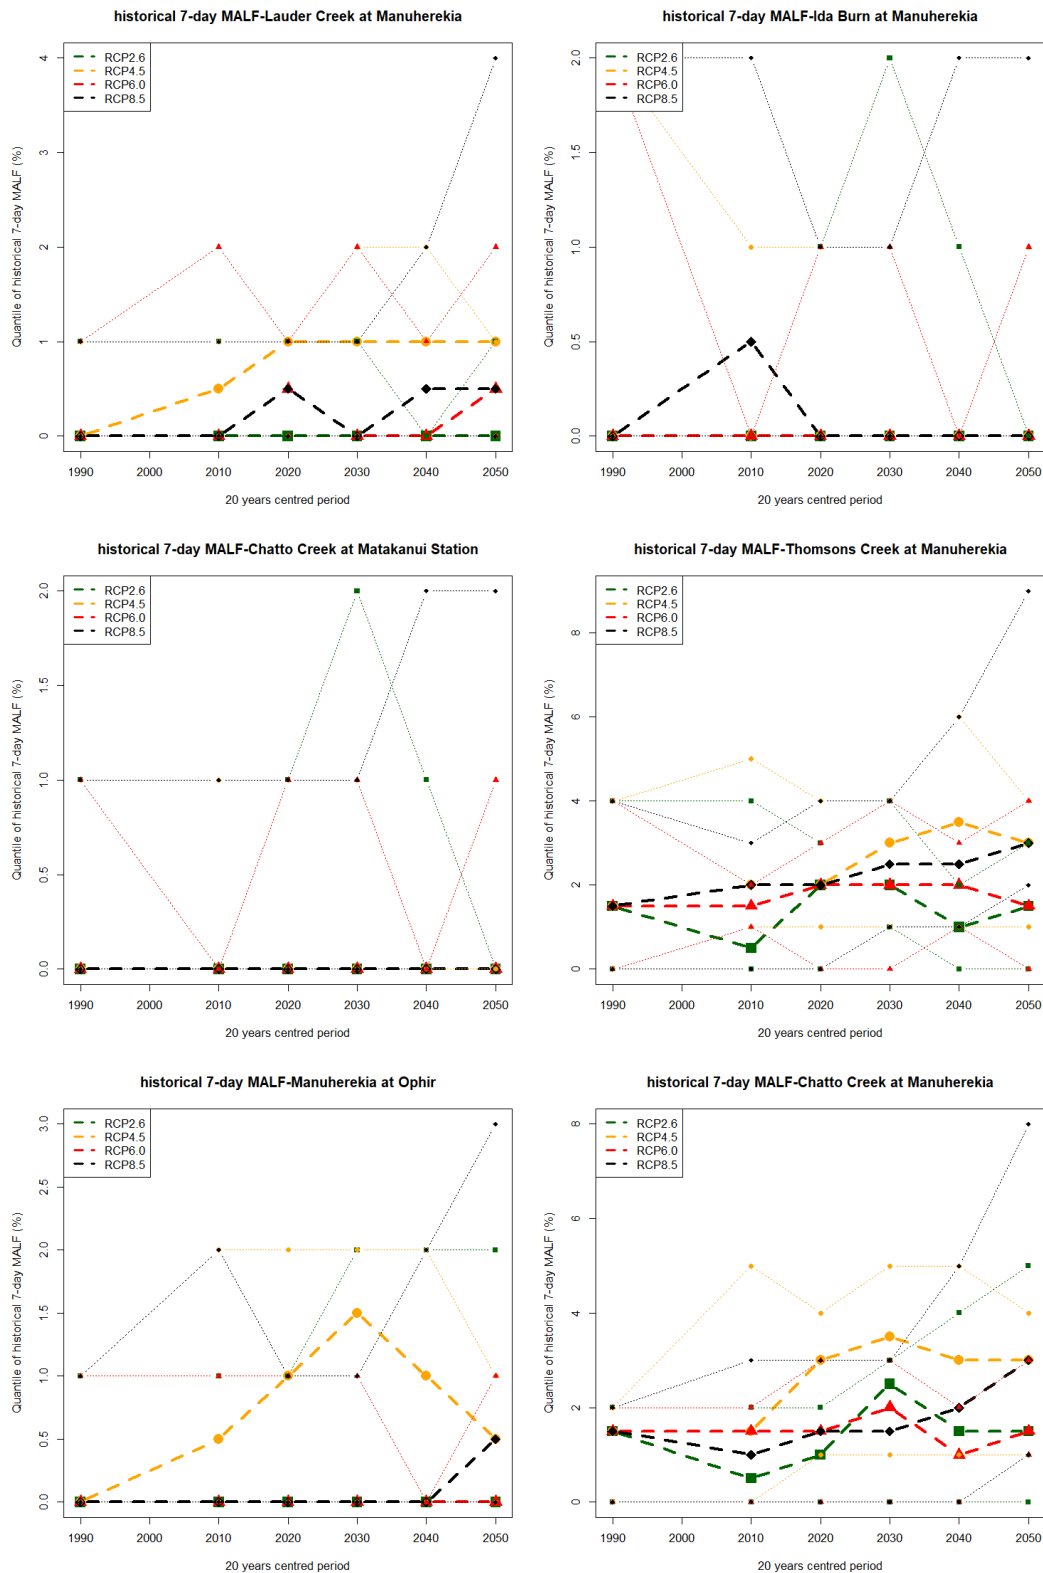 historical 7-day MALF-Lauder Creek at Manuherekia
RCP2.6
RCP4.5
RCP6.0
RCP8.5
Quantile of historical 7-day MALF (%)
4
3
2
1
0
1990 2000 2010 2020 2030 2040 2050
20 years centred period
historical 7-day MALF-Ida Burn at Manuherekia
RCP2.6
RCP4.5
RCP6.0
RCP8.5
Quantile of historical 7-day MALF (%)
2.0
1.5
1.0
0.5
0.0
1990 2000 2010 2020 2030 2040 2050
20 years centred period
historical 7-day MALF-Chatto Creek at Matakanui Station
RCP2.6
RCP4.5
RCP6.0
RCP8.5
Quantile of historical 7-day MALF (%)
2.0
1.5
1.0
0.5
0.0
1990 2000 2010 2020 2030 2040 2050
20 years centred period
historical 7-day MALF-Thomsons Creek at Manuherekia
RCP2.6
RCP4.5
RCP6.0
RCP8.5
Quantile of historical 7-day MALF (%)
8
6
4
2
0
1990 2000 2010 2020 2030 2040 2050
20 years centred period
historical 7-day MALF-Manuherekia at Ophir
RCP2.6
RCP4.5
RCP6.0
RCP8.5
Quantile of historical 7-day MALF (%)
3.0
2.5
2.0
1.5
1.0
0.5
0.0
1990 2000 2010 2020 2030 2040 2050
20 years centred period
historical 7-day MALF-Chatto Creek at Manuherekia
RCP2.6
RCP4.5
RCP6.0
RCP8.5
Quantile of historical 7-day MALF (%)
8
6
4
2
0
1990 2000 2010 2020 2030 2040 2050
20 years centred period